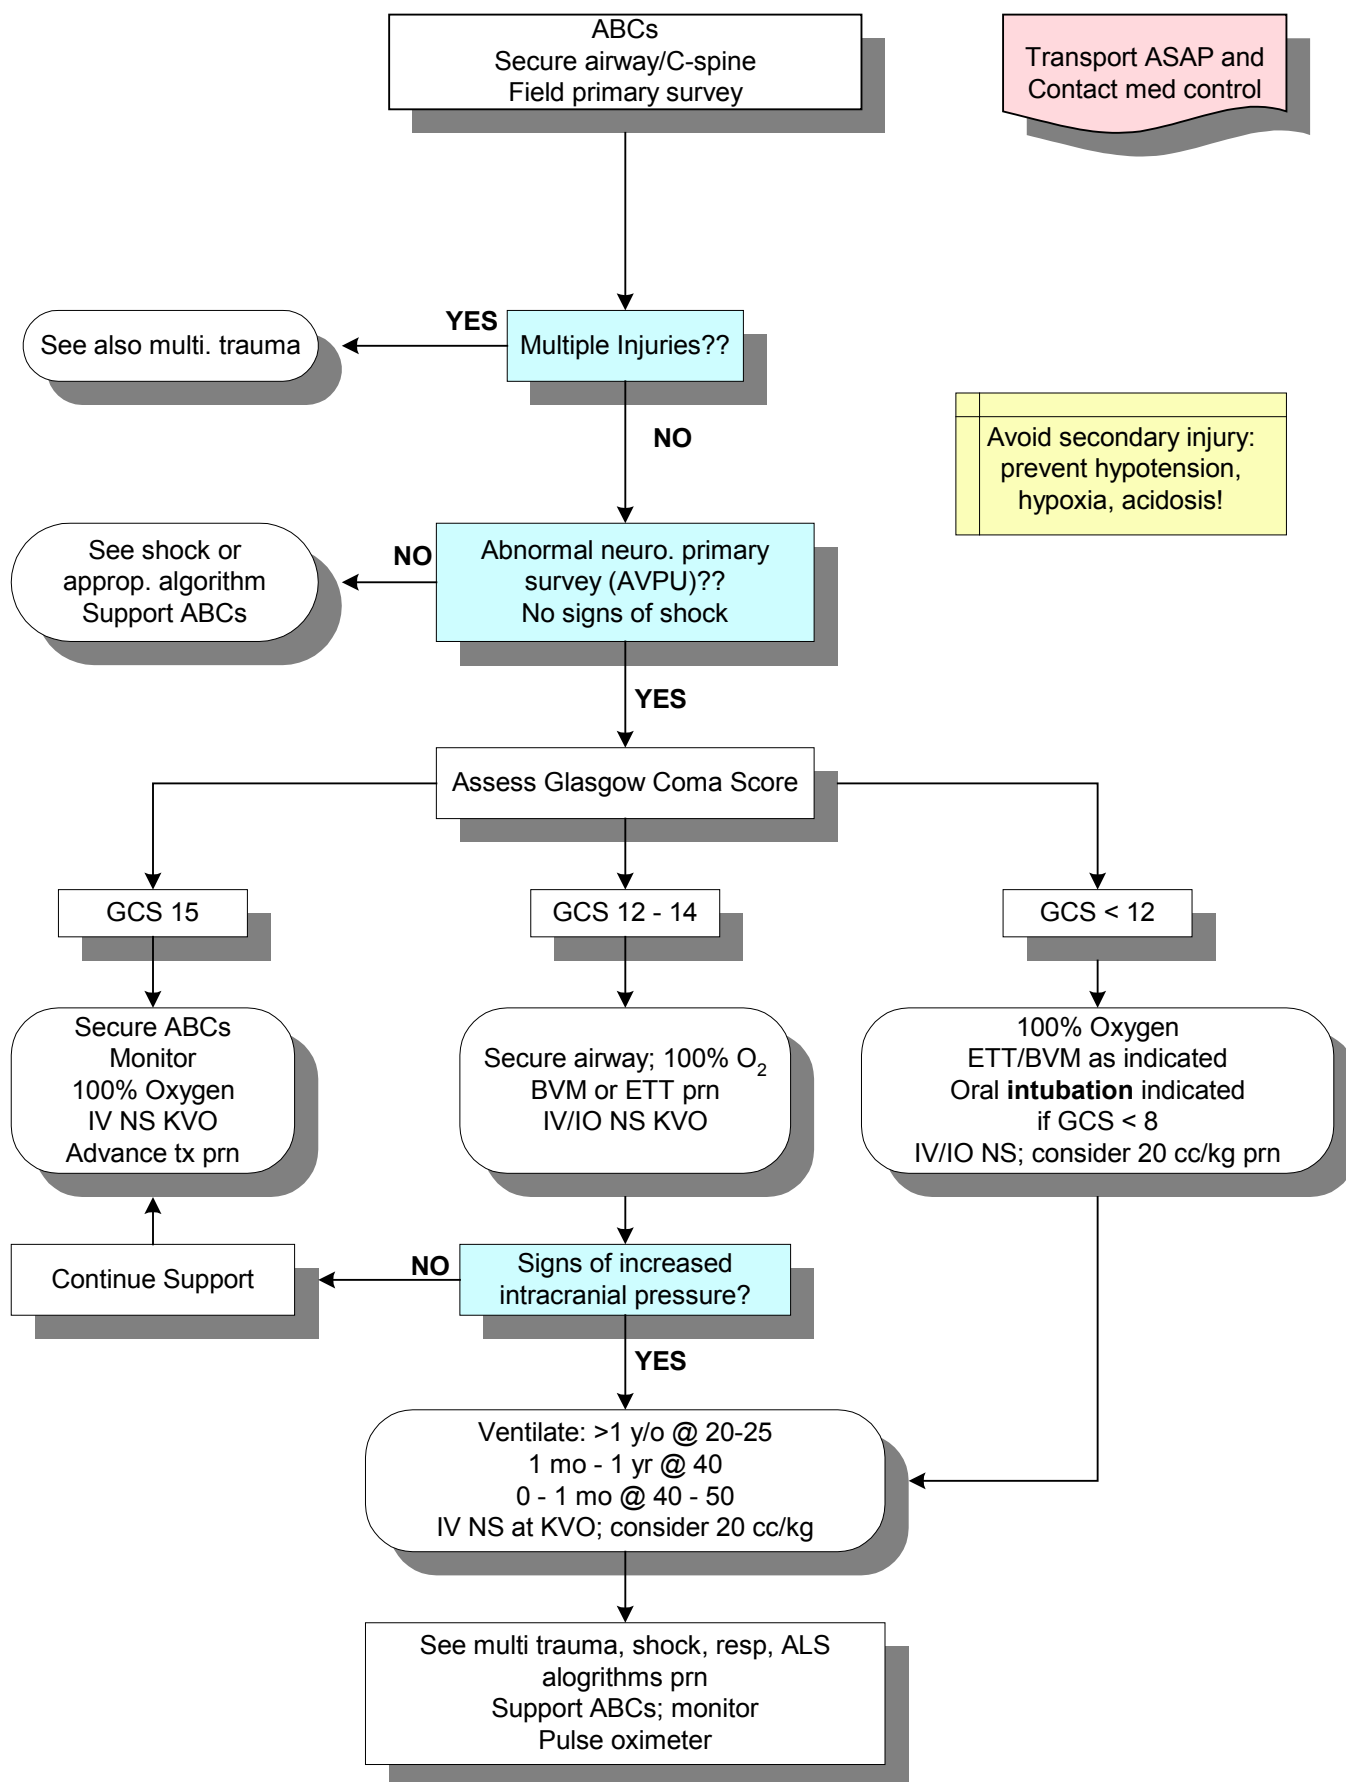 ABCs
Secure airway/C-spine
Field primary survey
Transport ASAP and
Contact med control
YES
See also multi. trauma
Multiple Injuries??
NO
Avoid secondary injury:
prevent hypotension,
hypoxia, acidosis!
See shock or
approp. algorithm
Support ABCs
NO
Abnormal neuro. primary
survey (AVPU)??
No signs of shock
YES
Assess Glasgow Coma Score
GCS 15
GCS 12 - 14
GCS < 12
Secure ABCs
Monitor
100% Oxygen
IV NS KVO
Advance tx prn
Secure airway; 100% O2
BVM or ETT prn
IV/IO NS KVO
100% Oxygen
ETT/BVM as indicated
Oral intubation indicated
if GCS < 8
IV/IO NS; consider 20 cc/kg prn
Continue Support
NO
Signs of increased
intracranial pressure?
YES
Ventilate: >1 y/o @ 20-25
1 mo - 1 yr @ 40
0 - 1 mo @ 40 - 50
IV NS at KVO; consider 20 cc/kg
See multi trauma, shock, resp, ALS
alogrithms prn
Support ABCs; monitor
Pulse oximeter